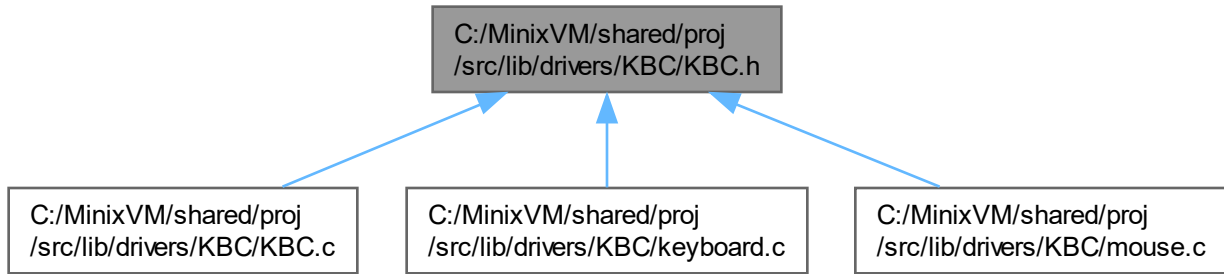 C:/MinixVM/shared/proj
/src/lib/drivers/KBC/KBC.h
C:/MinixVM/shared/proj
/src/lib/drivers/KBC/KBC.c
C:/MinixVM/shared/proj
/src/lib/drivers/KBC/keyboard.c
C:/MinixVM/shared/proj
/src/lib/drivers/KBC/mouse.c